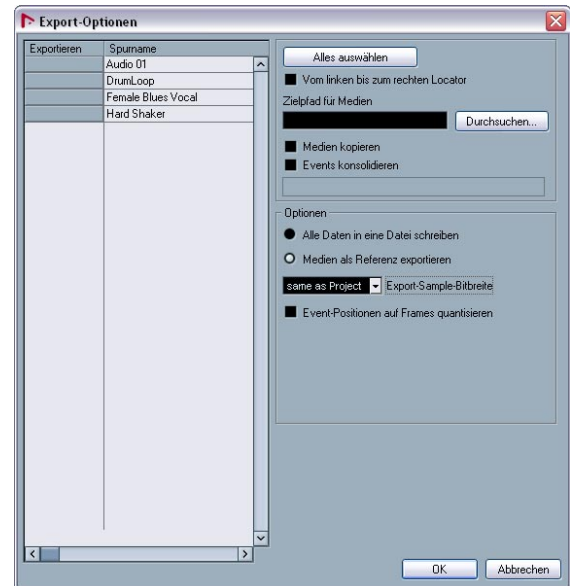 Export-Optionen
Exportieren Spurname
Audio 01
DrumLoop
Female Blues Vocal
Hard Shaker
Alles auswählen
Vom linken bis zum rechten Locator
Zielpfad für Medien
Durchsuchen...
Medien kopieren
Events konsolidieren
Optionen
Alle Daten in eine Datei schreiben
Medien als Referenz exportieren
same as Project Export-Sample-Bitbreite
Event-Positionen auf Frames quantisieren
OK Abbrechen